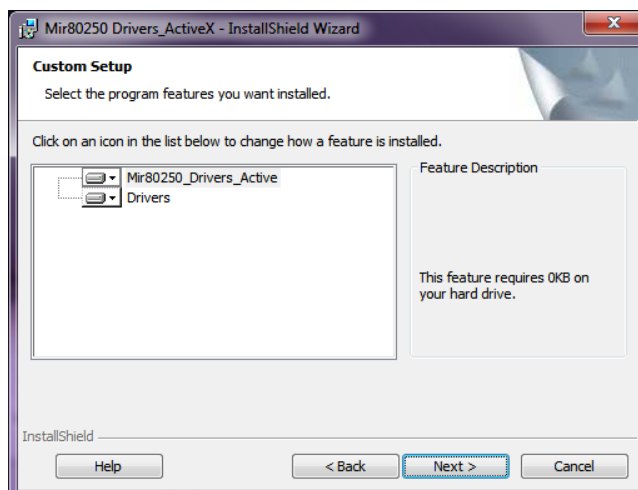 Mir80250 Drivers_ActiveX - InstallShield Wizard
Custom Setup
Select the program features you want installed.
Click on an icon in the list below to change how a feature is installed.
Mir80250_Drivers_Active
Drivers
Feature Description
This feature requires 0KB on
your hard drive.
InstallShield
Help
< Back
Next >
Cancel